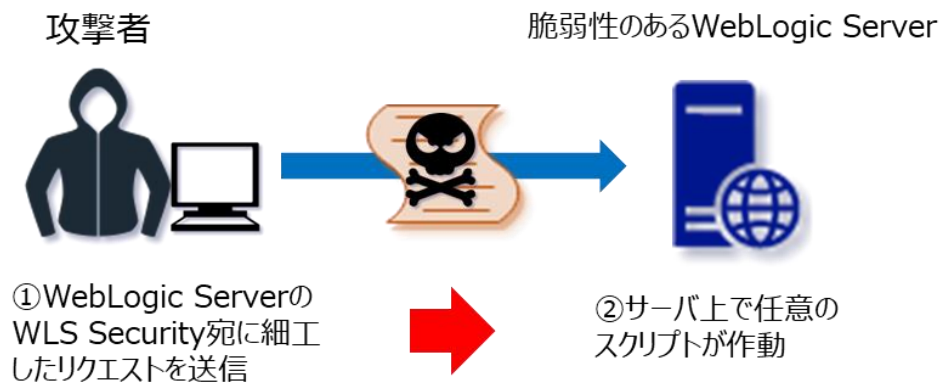 攻撃者
脆弱性のあるWebLogic Server
①WebLogic Serverの
WLS Security宛に細工
したリクエストを送信
②サーバ上で任意の
スクリプトが作動